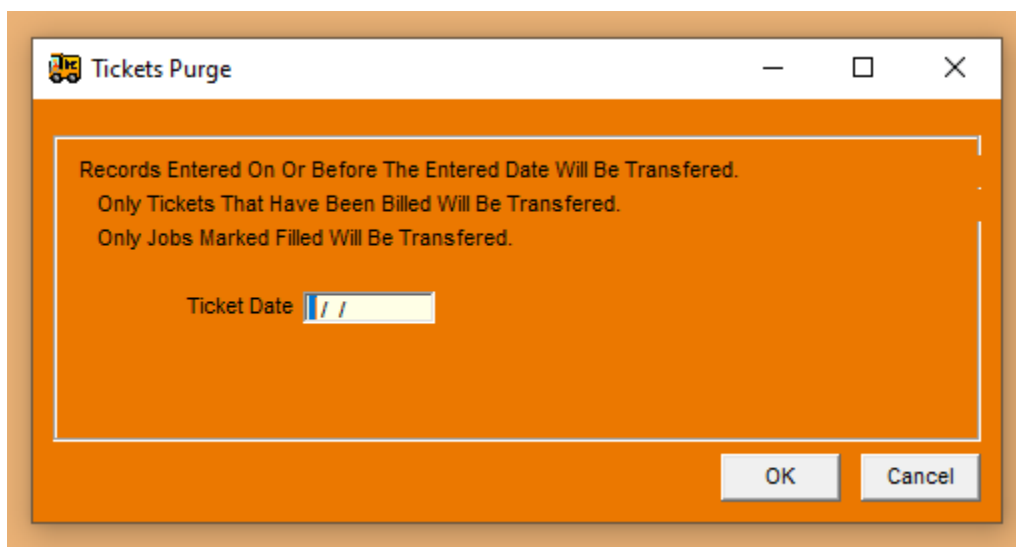 Tickets Purge
Records Entered On Or Before The Entered Date Will Be Transfered.
Only Tickets That Have Been Billed Will Be Transfered.
Only Jobs Marked Filled Will Be Transfered.
Ticket Date / /
OK Cancel